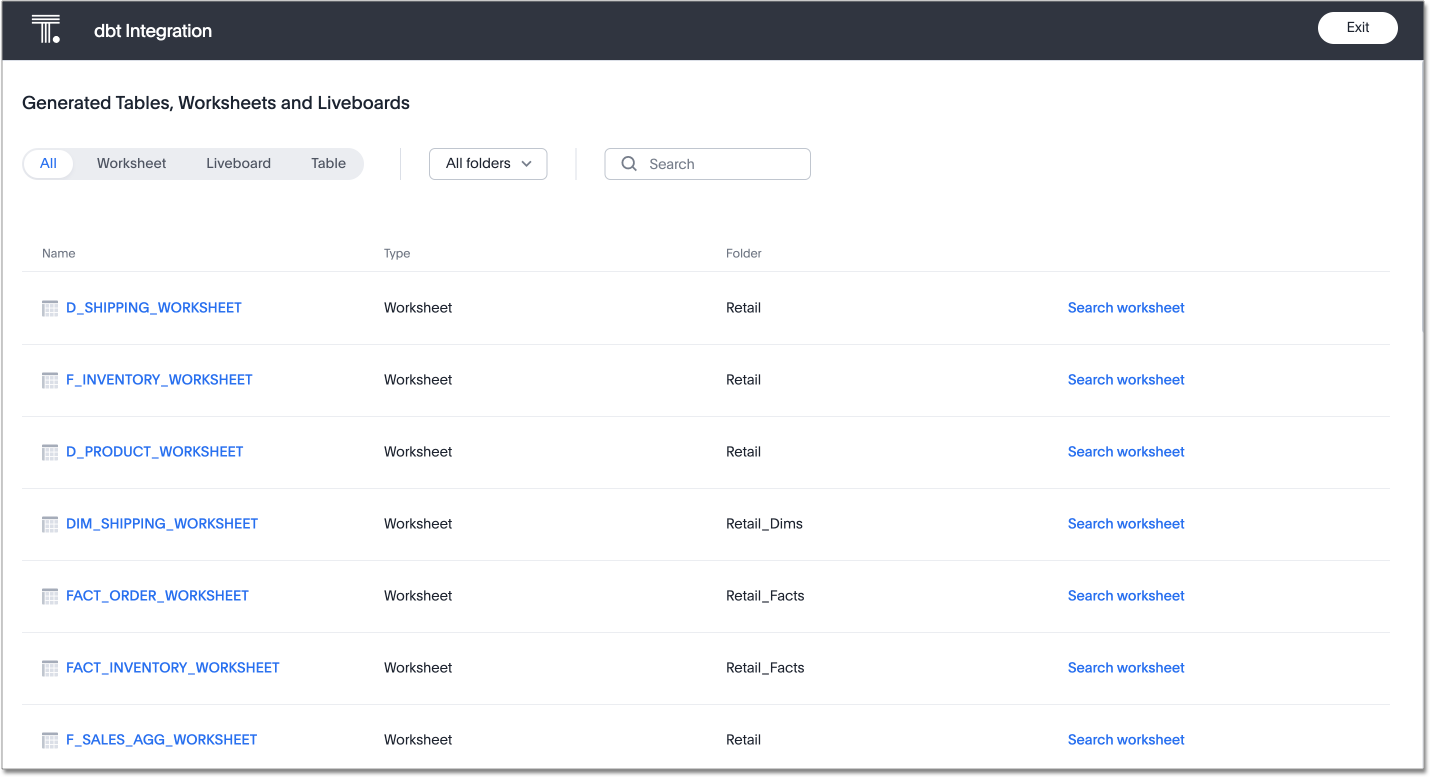 T. dbt Integration Exit
Generated Tables, Worksheets and Liveboards
All Worksheet Liveboard Table All folders Search
Name Type Folder
D_SHIPPING_WORKSHEET Worksheet Retail Search worksheet
F_INVENTORY_WORKSHEET Worksheet Retail Search worksheet
D_PRODUCT_WORKSHEET Worksheet Retail Search worksheet
DIM_SHIPPING_WORKSHEET Worksheet Retail_Dims Search worksheet
FACT_ORDER_WORKSHEET Worksheet Retail_Facts Search worksheet
FACT_INVENTORY_WORKSHEET Worksheet Retail_Facts Search worksheet
F_SALES_AGG_WORKSHEET Worksheet Retail Search worksheet